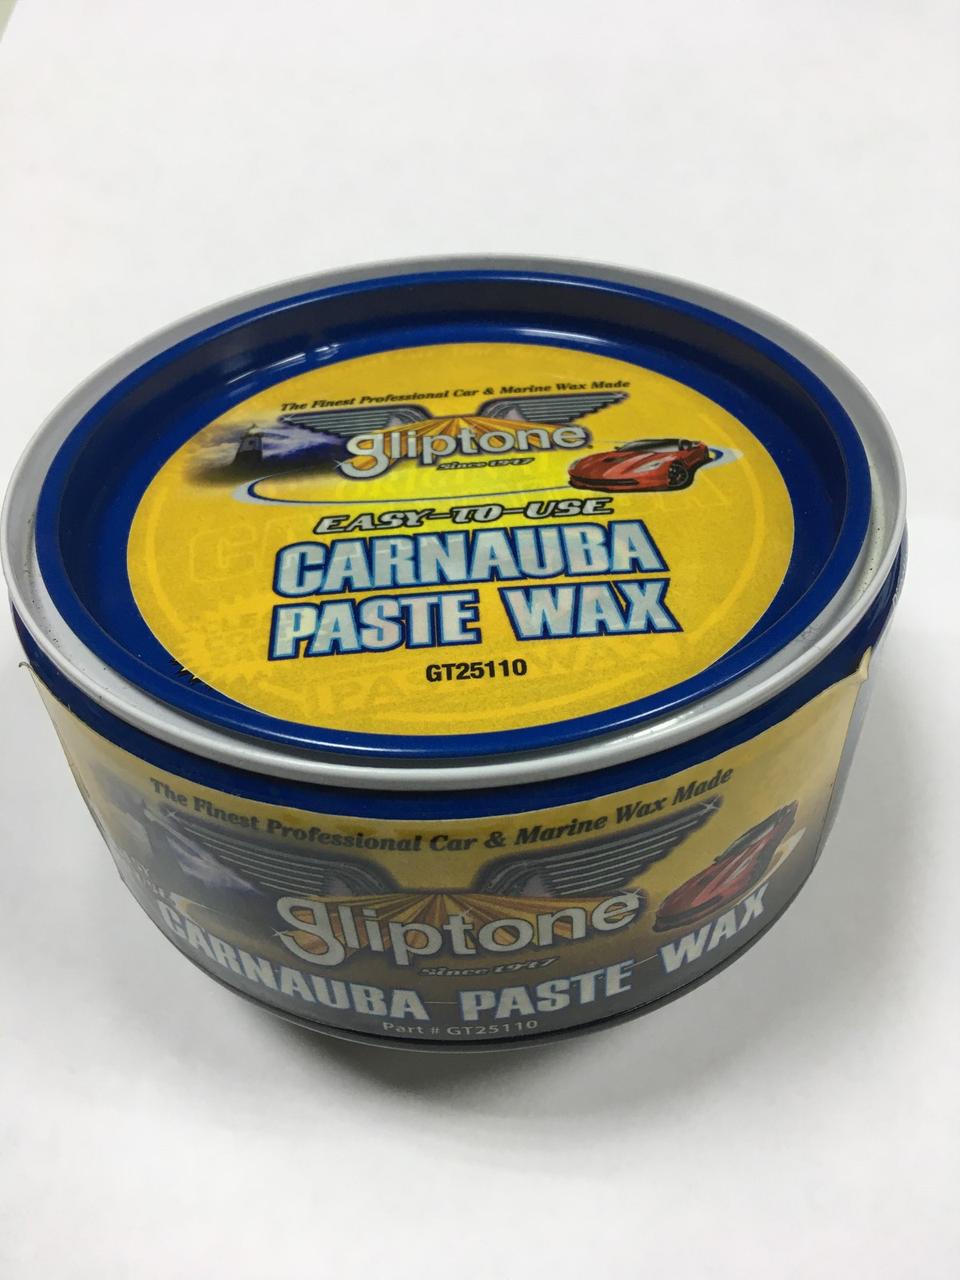 The Finest Professional Car & Marine Wax Made
gliptone
Since 1947
EASY-TO-USE
CARNAUBA
PASTE WAX
GT25110
The Finest Professional Car & Marine Wax Made
gliptone
Since 1947
CARNAUBA PASTE WAX
Part # GT25110